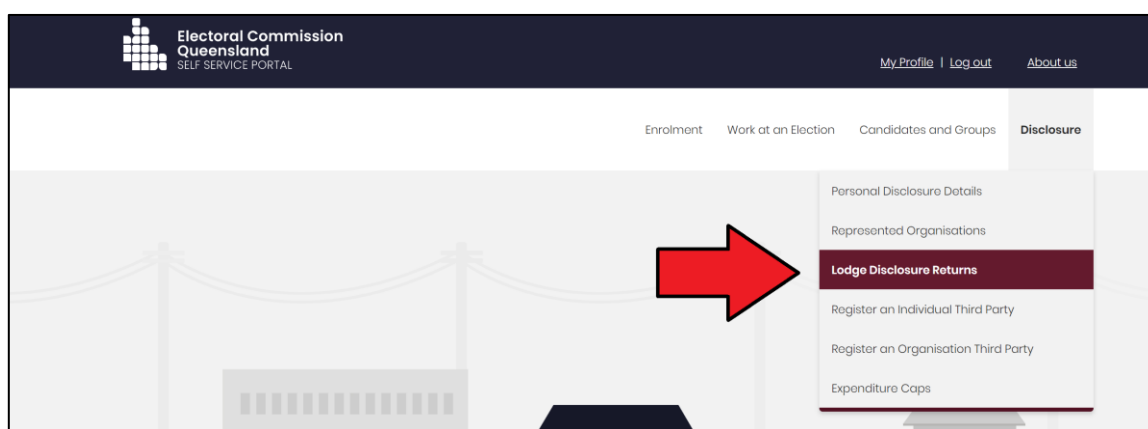 Electoral Commission
Queensland
SELF SERVICE PORTAL
My Profile | Log out About us
Enrolment Work at an Election Candidates and Groups Disclosure
Personal Disclosure Details
Represented Organisations
Lodge Disclosure Returns
Register an Individual Third Party
Register an Organisation Third Party
Expenditure Caps